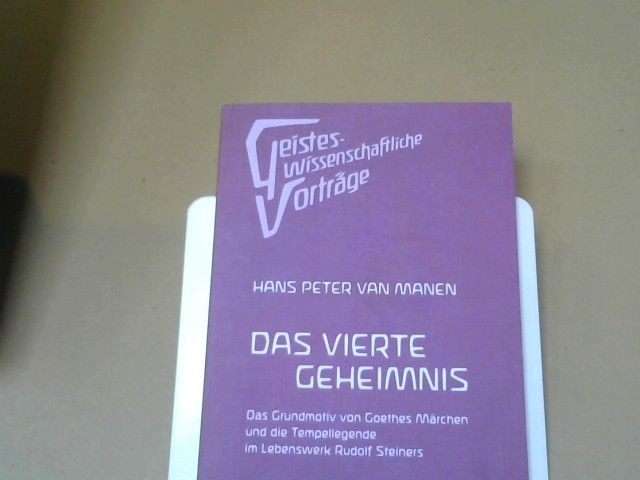 Geistes-
wissenschaftliche
Vorträge
HANS PETER VAN MANEN
DAS VIERTE
GEHEIMNIS
Das Grundmotiv von Goethes Märchen
und die Tempellegende
im Lebenswerk Rudolf Steiners